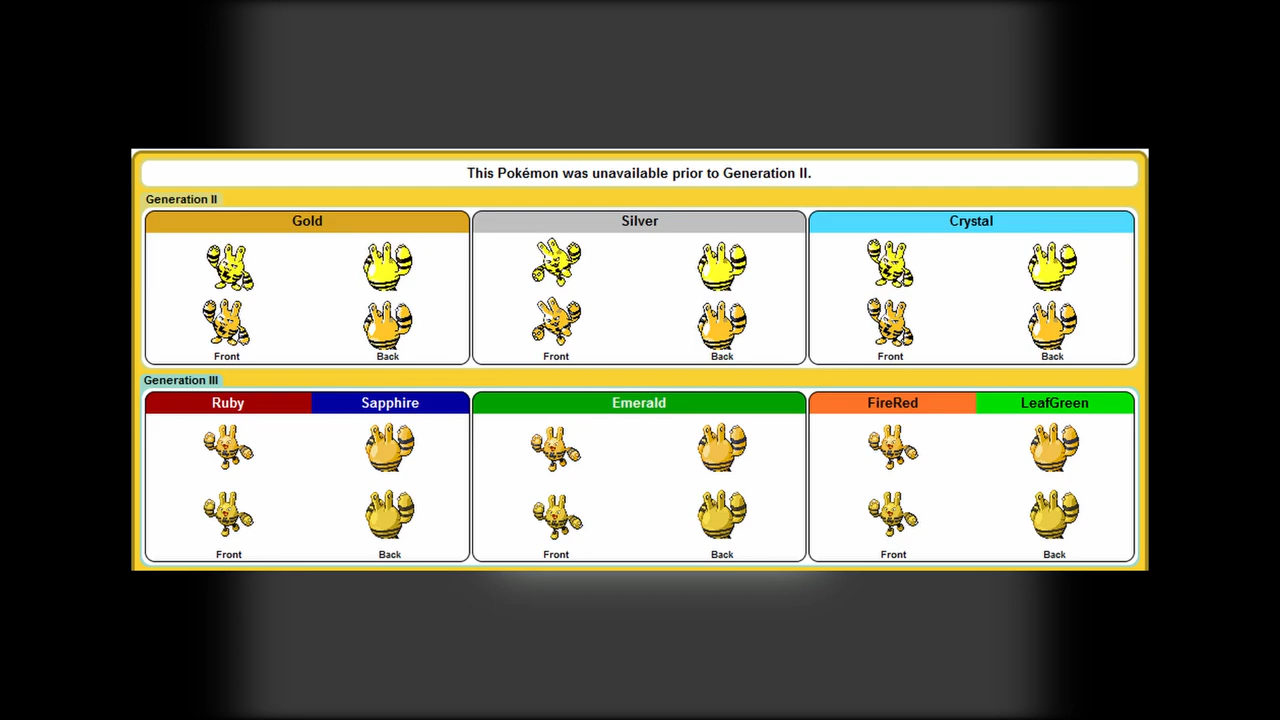 This Pokémon was unavailable prior to Generation II.
Generation II
Gold Silver Crystal
Front Back Front Back Front Back
Generation III
Ruby Sapphire Emerald FireRed LeafGreen
Front Back Front Back Front Back